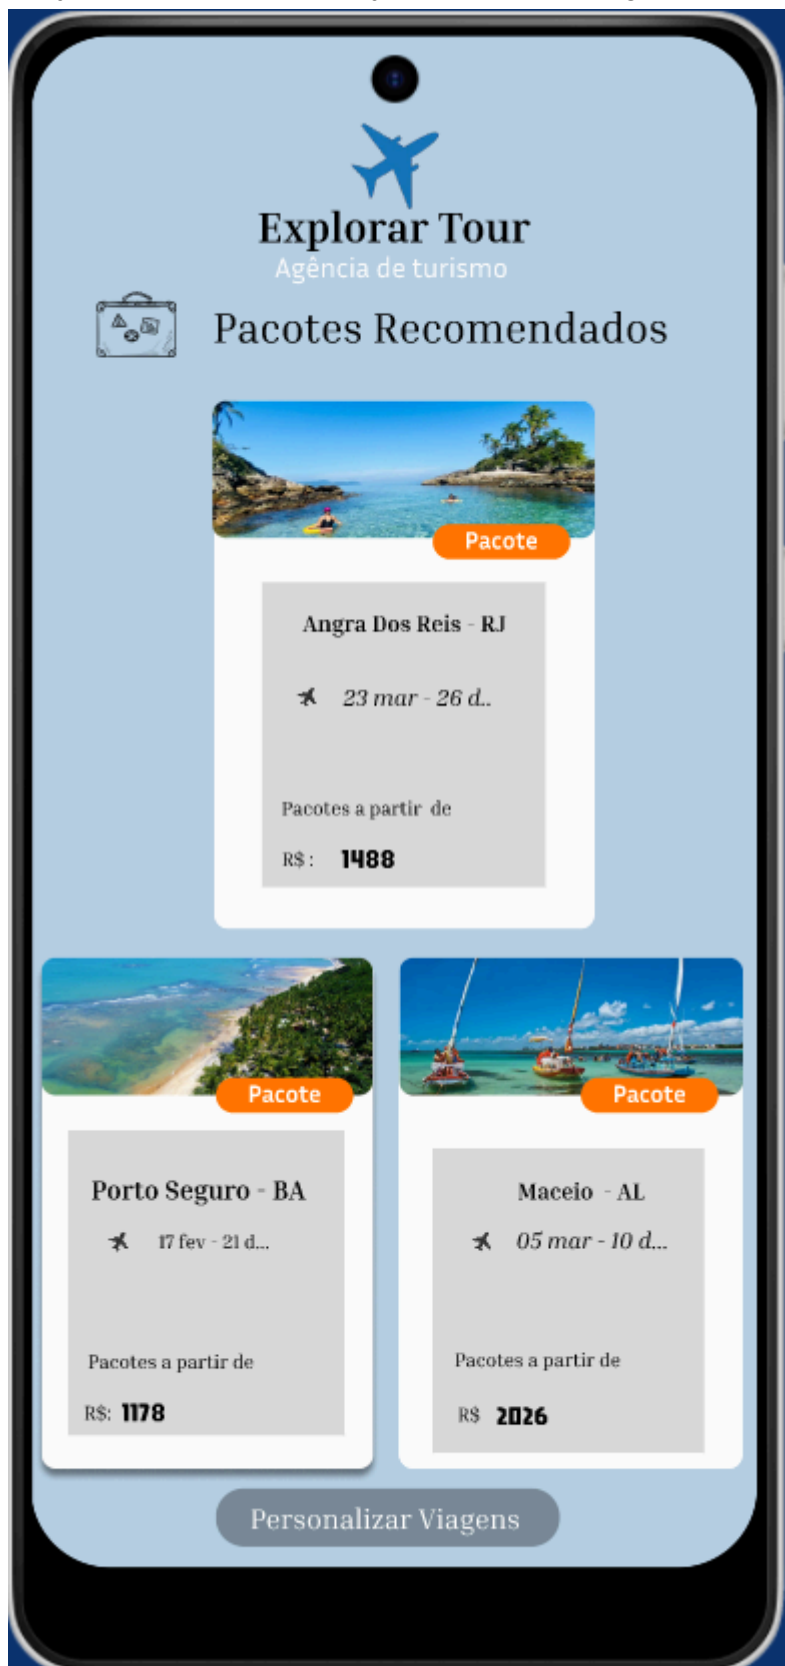 Explorar Tour
Agência de turismo
Pacotes Recomendados
Pacote
Angra Dos Reis - RJ
23 mar - 26 d..
Pacotes a partir de
R$ : 1488
Pacote
Porto Seguro - BA
17 fev - 21 d...
Pacotes a partir de
R$: 1178
Pacote
Maceio - AL
05 mar - 10 d...
Pacotes a partir de
R$ 2026
Personalizar Viagens